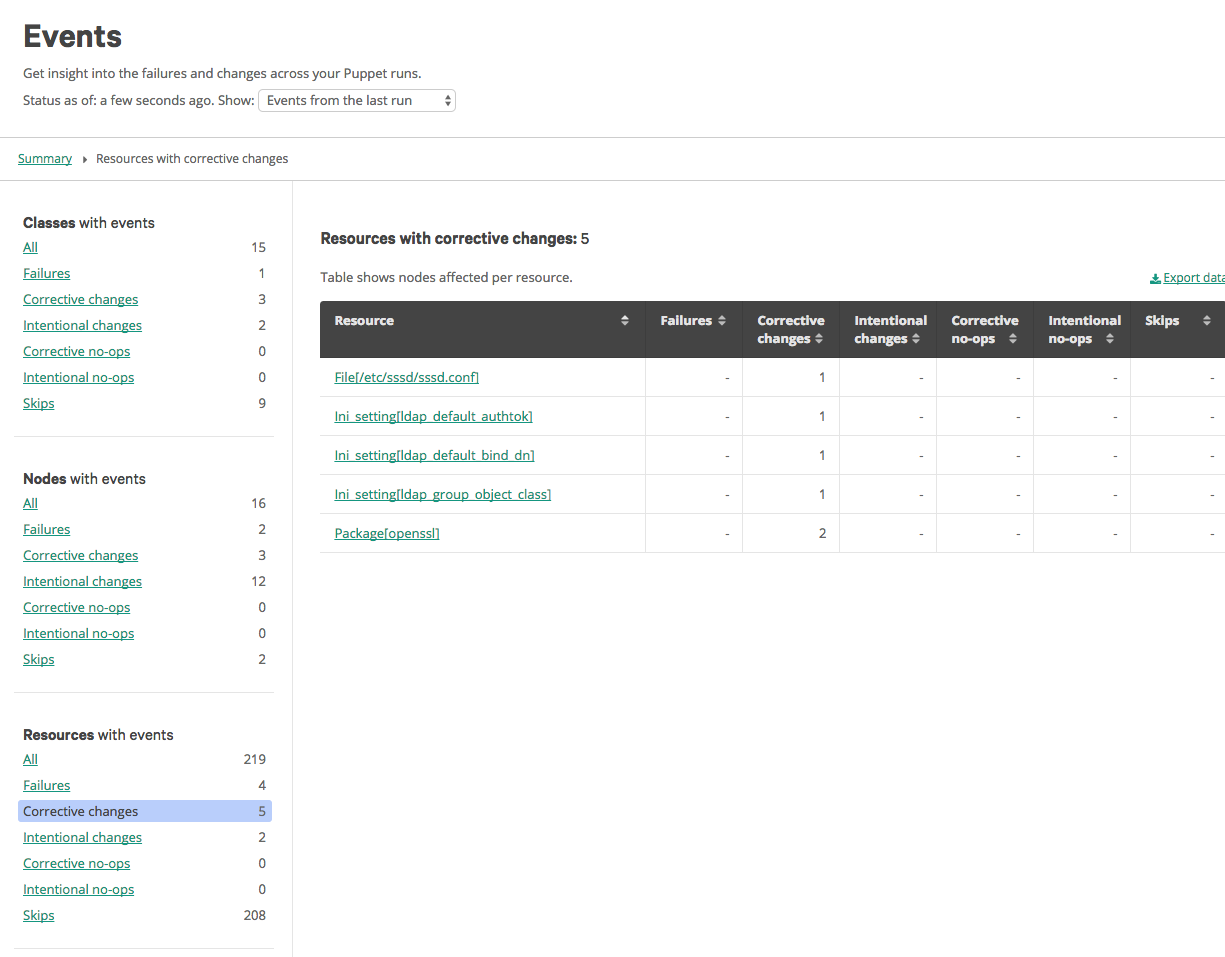 Events
Get insight into the failures and changes across your Puppet runs.
Status as of: a few seconds ago. Show: Events from the last run
Summary Resources with corrective changes
Classes with events
All 15
Failures 1
Corrective changes 3
Intentional changes 2
Corrective no-ops 0
Intentional no-ops 0
Skips 9
Nodes with events
All 16
Failures 2
Corrective changes 3
Intentional changes 12
Corrective no-ops 0
Intentional no-ops 0
Skips 2
Resources with events
All 219
Failures 4
Corrective changes 5
Intentional changes 2
Corrective no-ops 0
Intentional no-ops 0
Skips 208
Resources with corrective changes: 5
Table shows nodes affected per resource. Export data
Resource Failures Corrective changes Intentional changes Corrective no-ops Intentional no-ops Skips
File[/etc/sssd/sssd.conf] - 1 - - - -
Ini_setting[ldap_default_authtok] - 1 - - - -
Ini_setting[ldap_default_bind_dn] - 1 - - - -
Ini_setting[ldap_group_object_class] - 1 - - - -
Package[openssl] - 2 - - - -